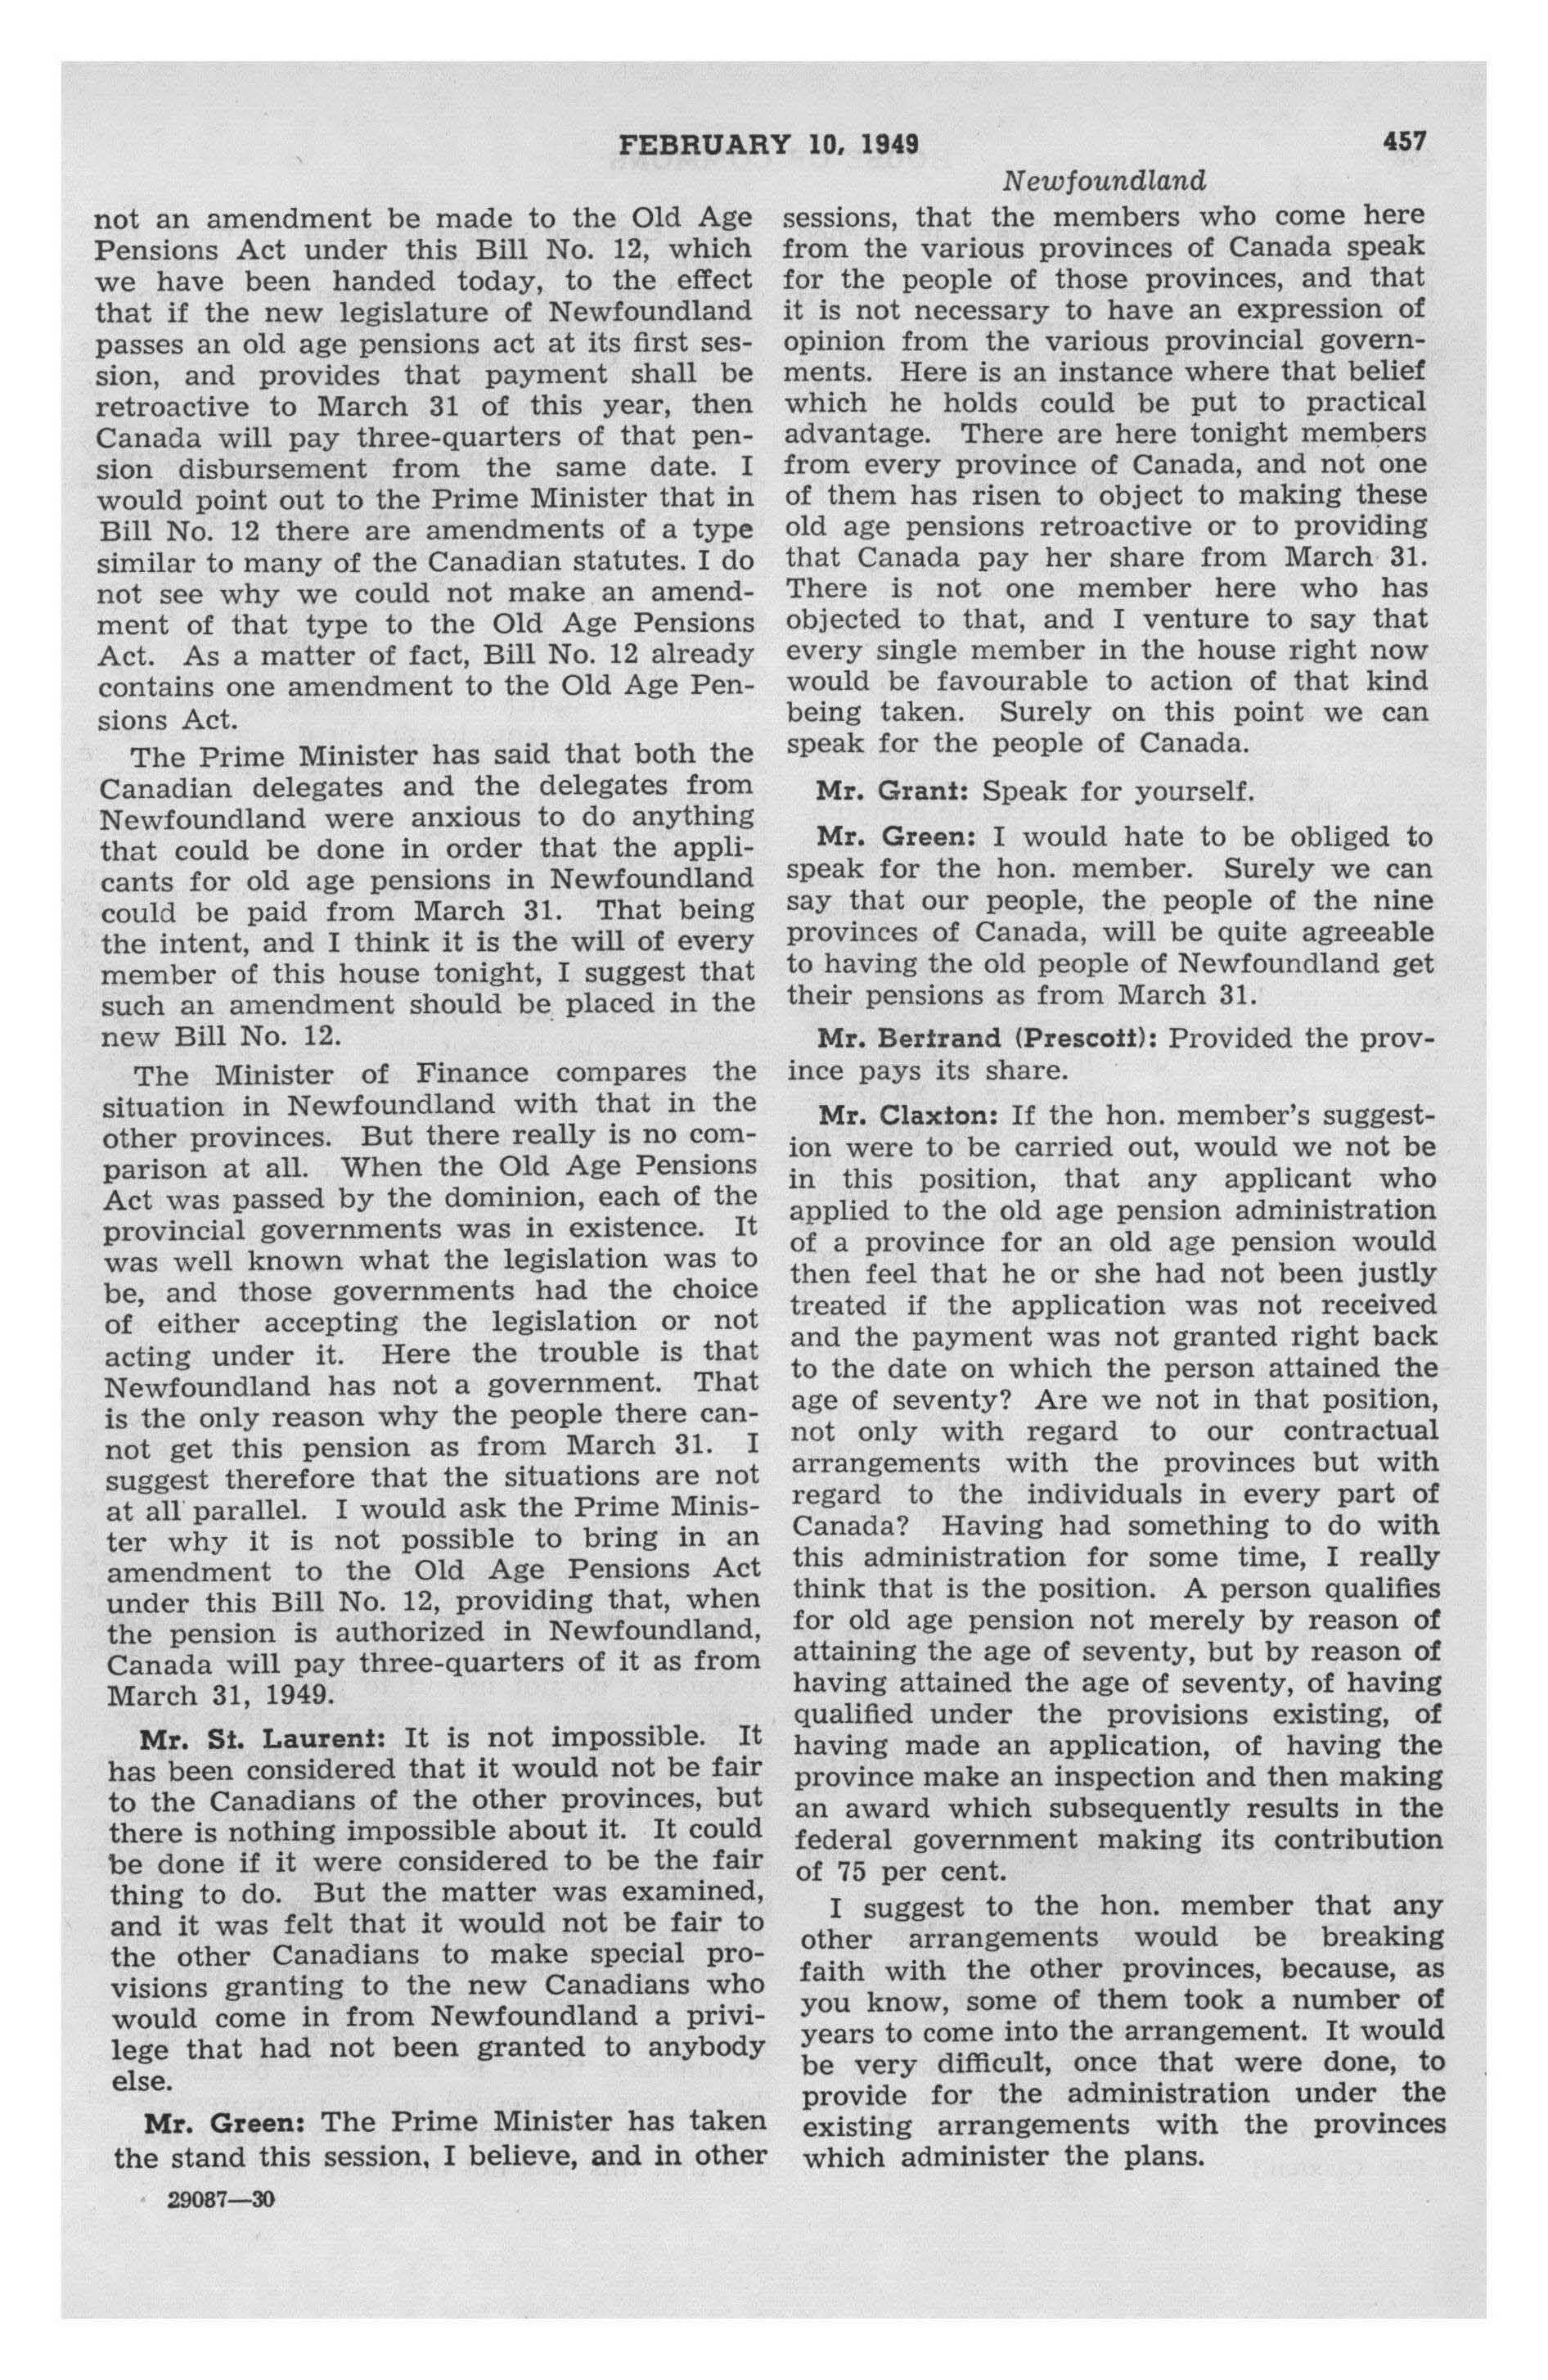 FEBRUARY 10, 1949
457
Newfoundland
not an amendment be made to the Old Age
Pensions Act under this Bill No. 12, which
we have been handed today, to the effect
that if the new legislature of Newfoundland
passes an old age pensions act at its first ses-
sion, and provides that payment shall be
retroactive to March 31 of this year, then
Canada will pay three-quarters of that pen-
sion disbursement from the same date. I
would point out to the Prime Minister that in
Bill No. 12 there are amendments of a type
similar to many of the Canadian statutes. I do
not see why we could not make an amend-
ment of that type to the Old Age Pensions
Act. As a matter of fact, Bill No. 12 already
contains one amendment to the Old Age Pen-
sions Act.
The Prime Minister has said that both the
Canadian delegates and the delegates from
Newfoundland were anxious to do anything
that could be done in order that the appli-
cants for old age pensions in Newfoundland
could be paid from March 31. That being
the intent, and I think it is the will of every
member of this house tonight, I suggest that
such an amendment should be placed in the
new Bill No. 12.
The Minister of Finance compares the
situation in Newfoundland with that in the
other provinces. But there really is no com-
parison at all. When the Old Age Pensions
Act was passed by the dominion, each of the
provincial governments was in existence. It
was well known what the legislation was to
be, and those governments had the choice
of either accepting the legislation or not
acting under it. Here the trouble is that
Newfoundland has not a government. That
is the only reason why the people there can-
not get this pension as from March 31. I
suggest therefore that the situations are not
at all parallel. I would ask the Prime Minis-
ter why it is not possible to bring in an
amendment to the Old Age Pensions Act
under this Bill No. 12, providing that, when
the pension is authorized in Newfoundland,
Canada will pay three-quarters of it as from
March 31, 1949.
Mr. St. Laurent: It is not impossible. It
has been considered that it would not be fair
to the Canadians of the other provinces, but
there is nothing impossible about it. It could
be done if it were considered to be the fair
thing to do. But the matter was examined,
and it was felt that it would not be fair to
the other Canadians to make special pro-
visions granting to the new Canadians who
would come in from Newfoundland a privi-
lege that had not been granted to anybody
else.
Mr. Green: The Prime Minister has taken
the stand this session, I believe, and in other
29087—30
sessions, that the members who come here
from the various provinces of Canada speak
for the people of those provinces, and that
it is not necessary to have an expression of
opinion from the various provincial govern-
ments. Here is an instance where that belief
which he holds could be put to practical
advantage. There are here tonight members
from every province of Canada, and not one
of them has risen to object to making these
old age pensions retroactive or to providing
that Canada pay her share from March 31.
There is not one member here who has
objected to that, and I venture to say that
every single member in the house right now
would be favourable to action of that kind
being taken. Surely on this point we can
speak for the people of Canada.
Mr. Grant: Speak for yourself.
Mr. Green: I would hate to be obliged to
speak for the hon. member. Surely we can
say that our people, the people of the nine
provinces of Canada, will be quite agreeable
to having the old people of Newfoundland get
their pensions as from March 31.
Mr. Bertrand (Prescott): Provided the prov-
ince pays its share.
Mr. Claxton: If the hon. member's suggest-
ion were to be carried out, would we not be
in this position, that any applicant who
applied to the old age pension administration
of a province for an old age pension would
then feel that he or she had not been justly
treated if the application was not received
and the payment was not granted right back
to the date on which the person attained the
age of seventy? Are we not in that position,
not only with regard to our contractual
arrangements with the provinces but with
regard to the individuals in every part of
Canada? Having had something to do with
this administration for some time, I really
think that is the position. A person qualifies
for old age pension not merely by reason of
attaining the age of seventy, but by reason of
having attained the age of seventy, of having
qualified under the provisions existing, of
having made an application, of having the
province make an inspection and then making
an award which subsequently results in the
federal government making its contribution
of 75 per cent.
I suggest to the hon. member that any
other arrangements would be breaking
faith with the other provinces, because, as
you know, some of them took a number of
years to come into the arrangement. It would
be very difficult, once that were done, to
provide for the administration under the
existing arrangements with the provinces
which administer the plans.